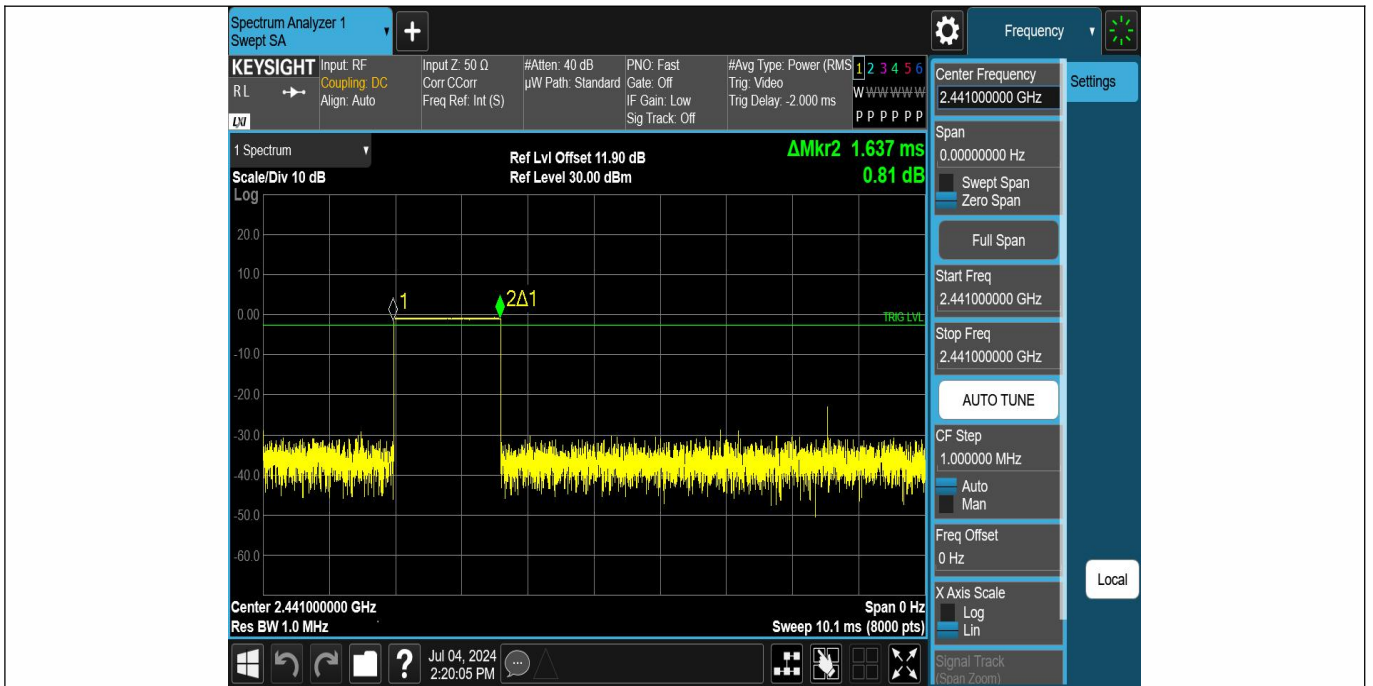 Spectrum Analyzer 1
Swept SA
+
Frequency
KEYSIGHT
RL
LXI
Input: RF
Coupling: DC
Align: Auto
Input Z: 50 Ω
Corr CCorr
Freq Ref: Int (S)
#Atten: 40 dB
µW Path: Standard
PNO: Fast
Gate: Off
IF Gain: Low
Sig Track: Off
#Avg Type: Power (RMS
Trig: Video
Trig Delay: -2.000 ms
1 2 3 4 5 6
W W W W W W
P P P P P P
Center Frequency
2.441000000 GHz
Settings
1 Spectrum
Scale/Div 10 dB
Log
Ref Lvl Offset 11.90 dB
Ref Level 30.00 dBm
ΔMkr2 1.637 ms
0.81 dB
Span
0.00000000 Hz
Swept Span
Zero Span
Full Span
Start Freq
2.441000000 GHz
Stop Freq
2.441000000 GHz
AUTO TUNE
CF Step
1.000000 MHz
Auto
Man
Freq Offset
0 Hz
X Axis Scale
Log
Lin
Signal Track
(Span Zoom)
Local
20.0
10.0
0.00
-10.0
-20.0
-30.0
-40.0
-50.0
-60.0
1
2Δ1
TRIG LVL
Center 2.441000000 GHz
Res BW 1.0 MHz
Span 0 Hz
Sweep 10.1 ms (8000 pts)
?
Jul 04, 2024
2:20:05 PM